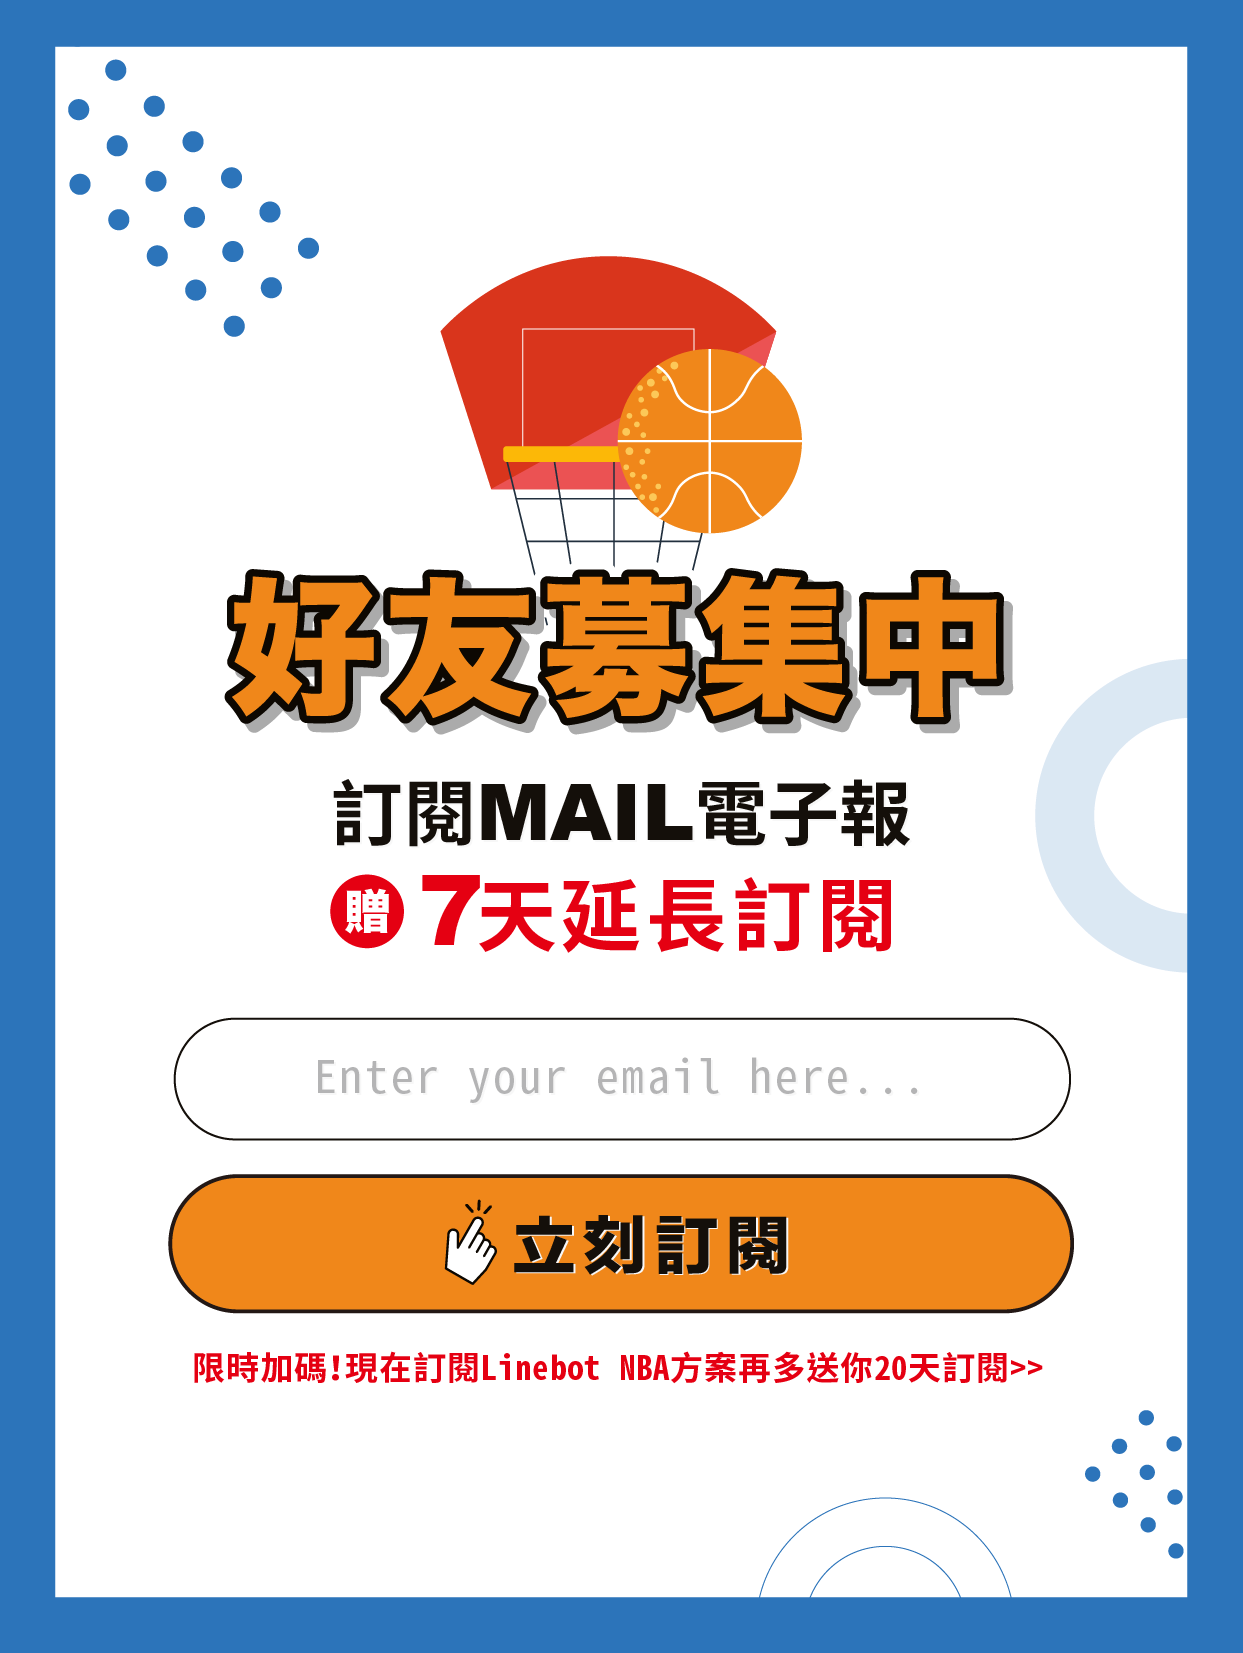 好友募集中
訂閱MAIL電子報
贈 7天延長訂閱
Enter your email here...
立刻訂閱
限時加碼!現在訂閱Linebot NBA方案再多送你20天訂閱>>